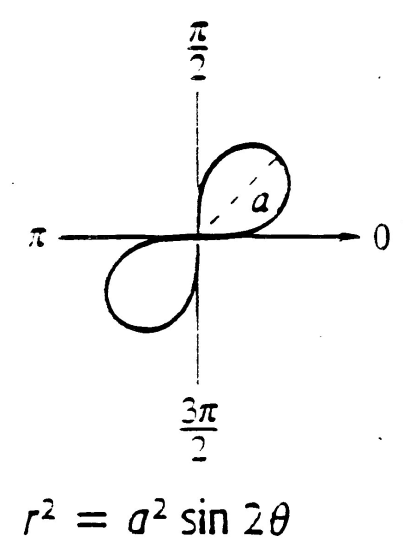 π/2
a
π 0
3π/2
r² = a² sin 2θ